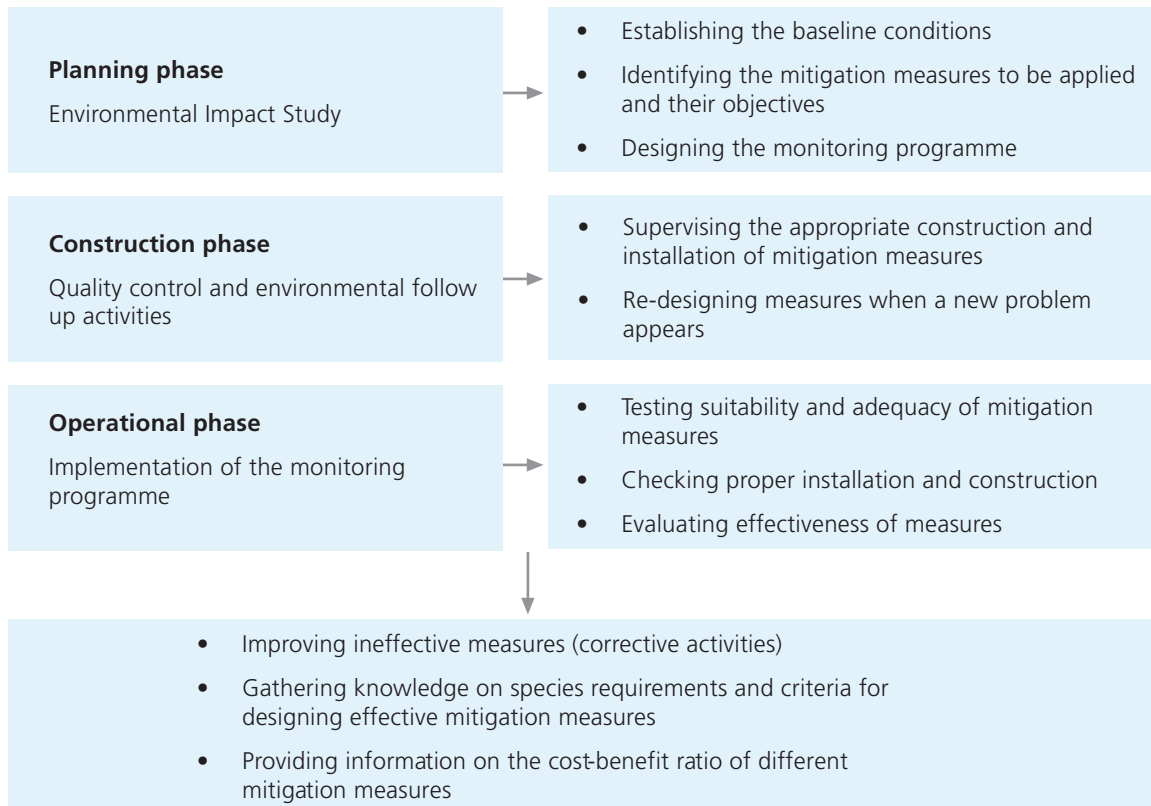 Planning phase
Environmental Impact Study
• Establishing the baseline conditions
• Identifying the mitigation measures to be applied
and their objectives
• Designing the monitoring programme
Construction phase
Quality control and environmental follow
up activities
• Supervising the appropriate construction and
installation of mitigation measures
• Re-designing measures when a new problem
appears
Operational phase
Implementation of the monitoring
programme
• Testing suitability and adequacy of mitigation
measures
• Checking proper installation and construction
• Evaluating effectiveness of measures
• Improving ineffective measures (corrective activities)
• Gathering knowledge on species requirements and criteria for
designing effective mitigation measures
• Providing information on the cost-benefit ratio of different
mitigation measures